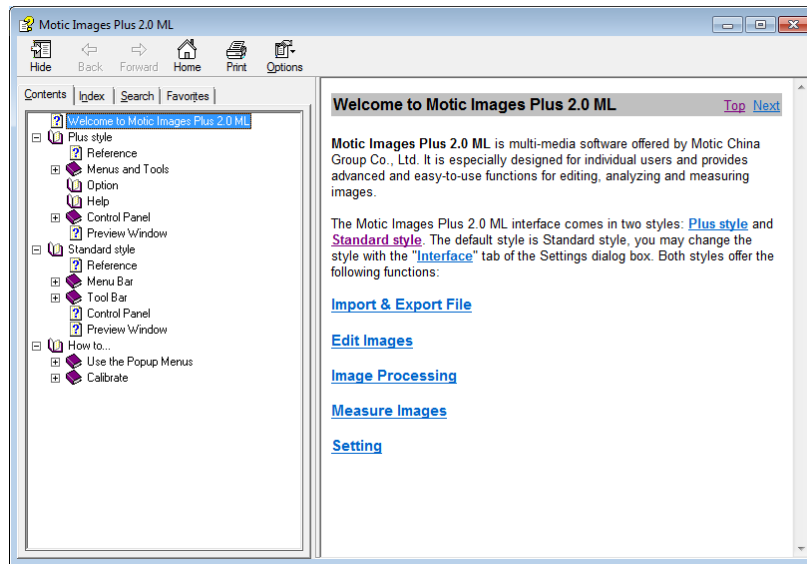 Motic Images Plus 2.0 ML
Hide Back Forward Home Print Options
Contents Index Search Favorites
Welcome to Motic Images Plus 2.0 ML
Plus style
Reference
Menus and Tools
Option
Help
Control Panel
Preview Window
Standard style
Reference
Menu Bar
Tool Bar
Control Panel
Preview Window
How to...
Use the Popup Menus
Calibrate
Welcome to Motic Images Plus 2.0 ML Top Next
Motic Images Plus 2.0 ML is multi-media software offered by Motic China
Group Co., Ltd. It is especially designed for individual users and provides
advanced and easy-to-use functions for editing, analyzing and measuring
images.
The Motic Images Plus 2.0 ML interface comes in two styles: Plus style and
Standard style. The default style is Standard style, you may change the
style with the "Interface" tab of the Settings dialog box. Both styles offer the
following functions:
Import & Export File
Edit Images
Image Processing
Measure Images
Setting